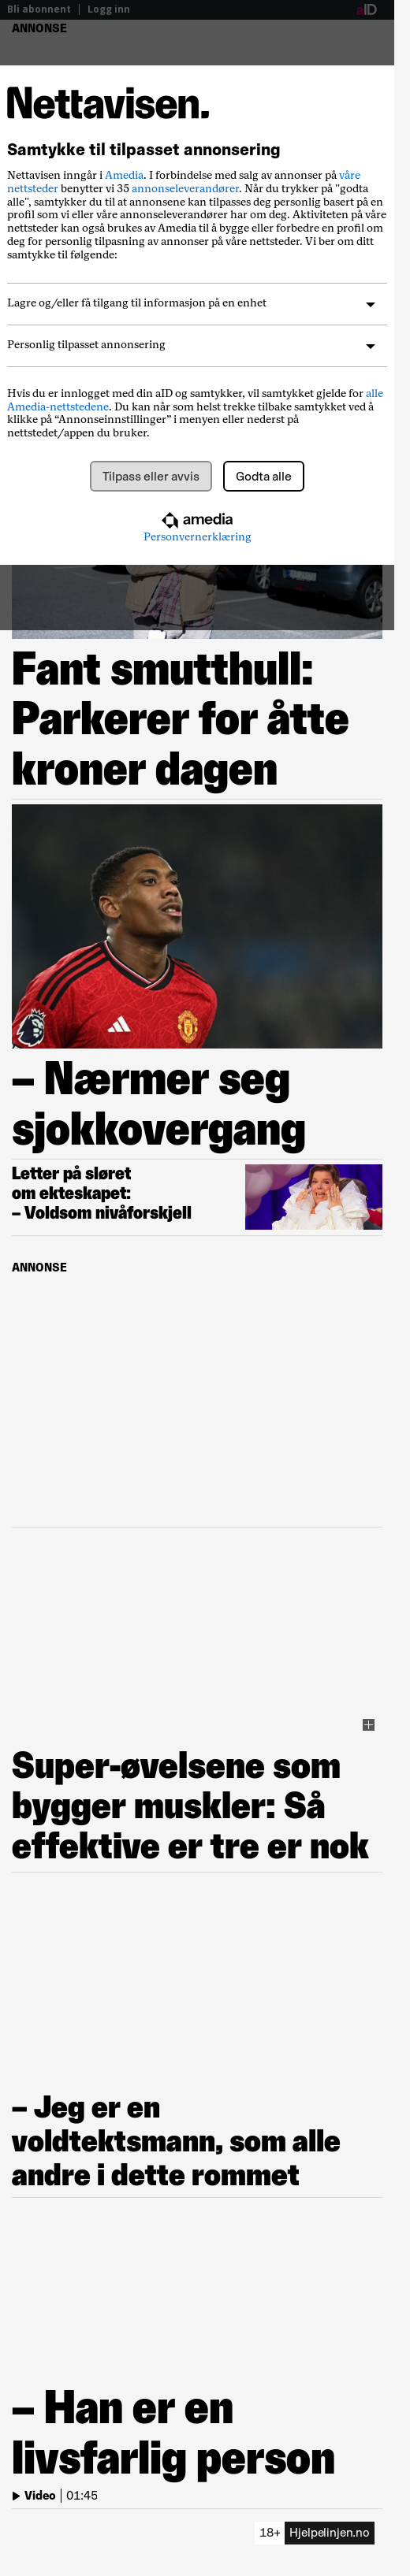 Bli abonnent | Logg inn
aID
ANNONSE
Nettavisen.
Samtykke til tilpasset annonsering
Nettavisen inngår i Amedia. I forbindelse med salg av annonser på våre
nettsteder benytter vi 35 annonseleverandører. Når du trykker på "godta
alle", samtykker du til at annonsene kan tilpasses deg personlig basert på en
profil som vi eller våre annonseleverandører har om deg. Aktiviteten på våre
nettsteder kan også brukes av Amedia til å bygge eller forbedre en profil om
deg for personlig tilpasning av annonser på våre nettsteder. Vi ber om ditt
samtykke til følgende:
Lagre og/eller få tilgang til informasjon på en enhet
Personlig tilpasset annonsering
Hvis du er innlogget med din aID og samtykker, vil samtykket gjelde for alle
Amedia-nettstedene. Du kan når som helst trekke tilbake samtykket ved å
klikke på “Annonseinnstillinger” i menyen eller nederst på
nettstedet/appen du bruker.
Tilpass eller avvis
Godta alle
amedia
Personvernerklæring
Fant smutthull:
Parkerer for åtte
kroner dagen
– Nærmer seg
sjokkovergang
Letter på sløret
om ekteskapet:
– Voldsom nivåforskjell
ANNONSE
Super-øvelsene som
bygger muskler: Så
effektive er tre er nok
– Jeg er en
voldtektsmann, som alle
andre i dette rommet
– Han er en
livsfarlig person
Video | 01:45
18+ Hjelpelinjen.no